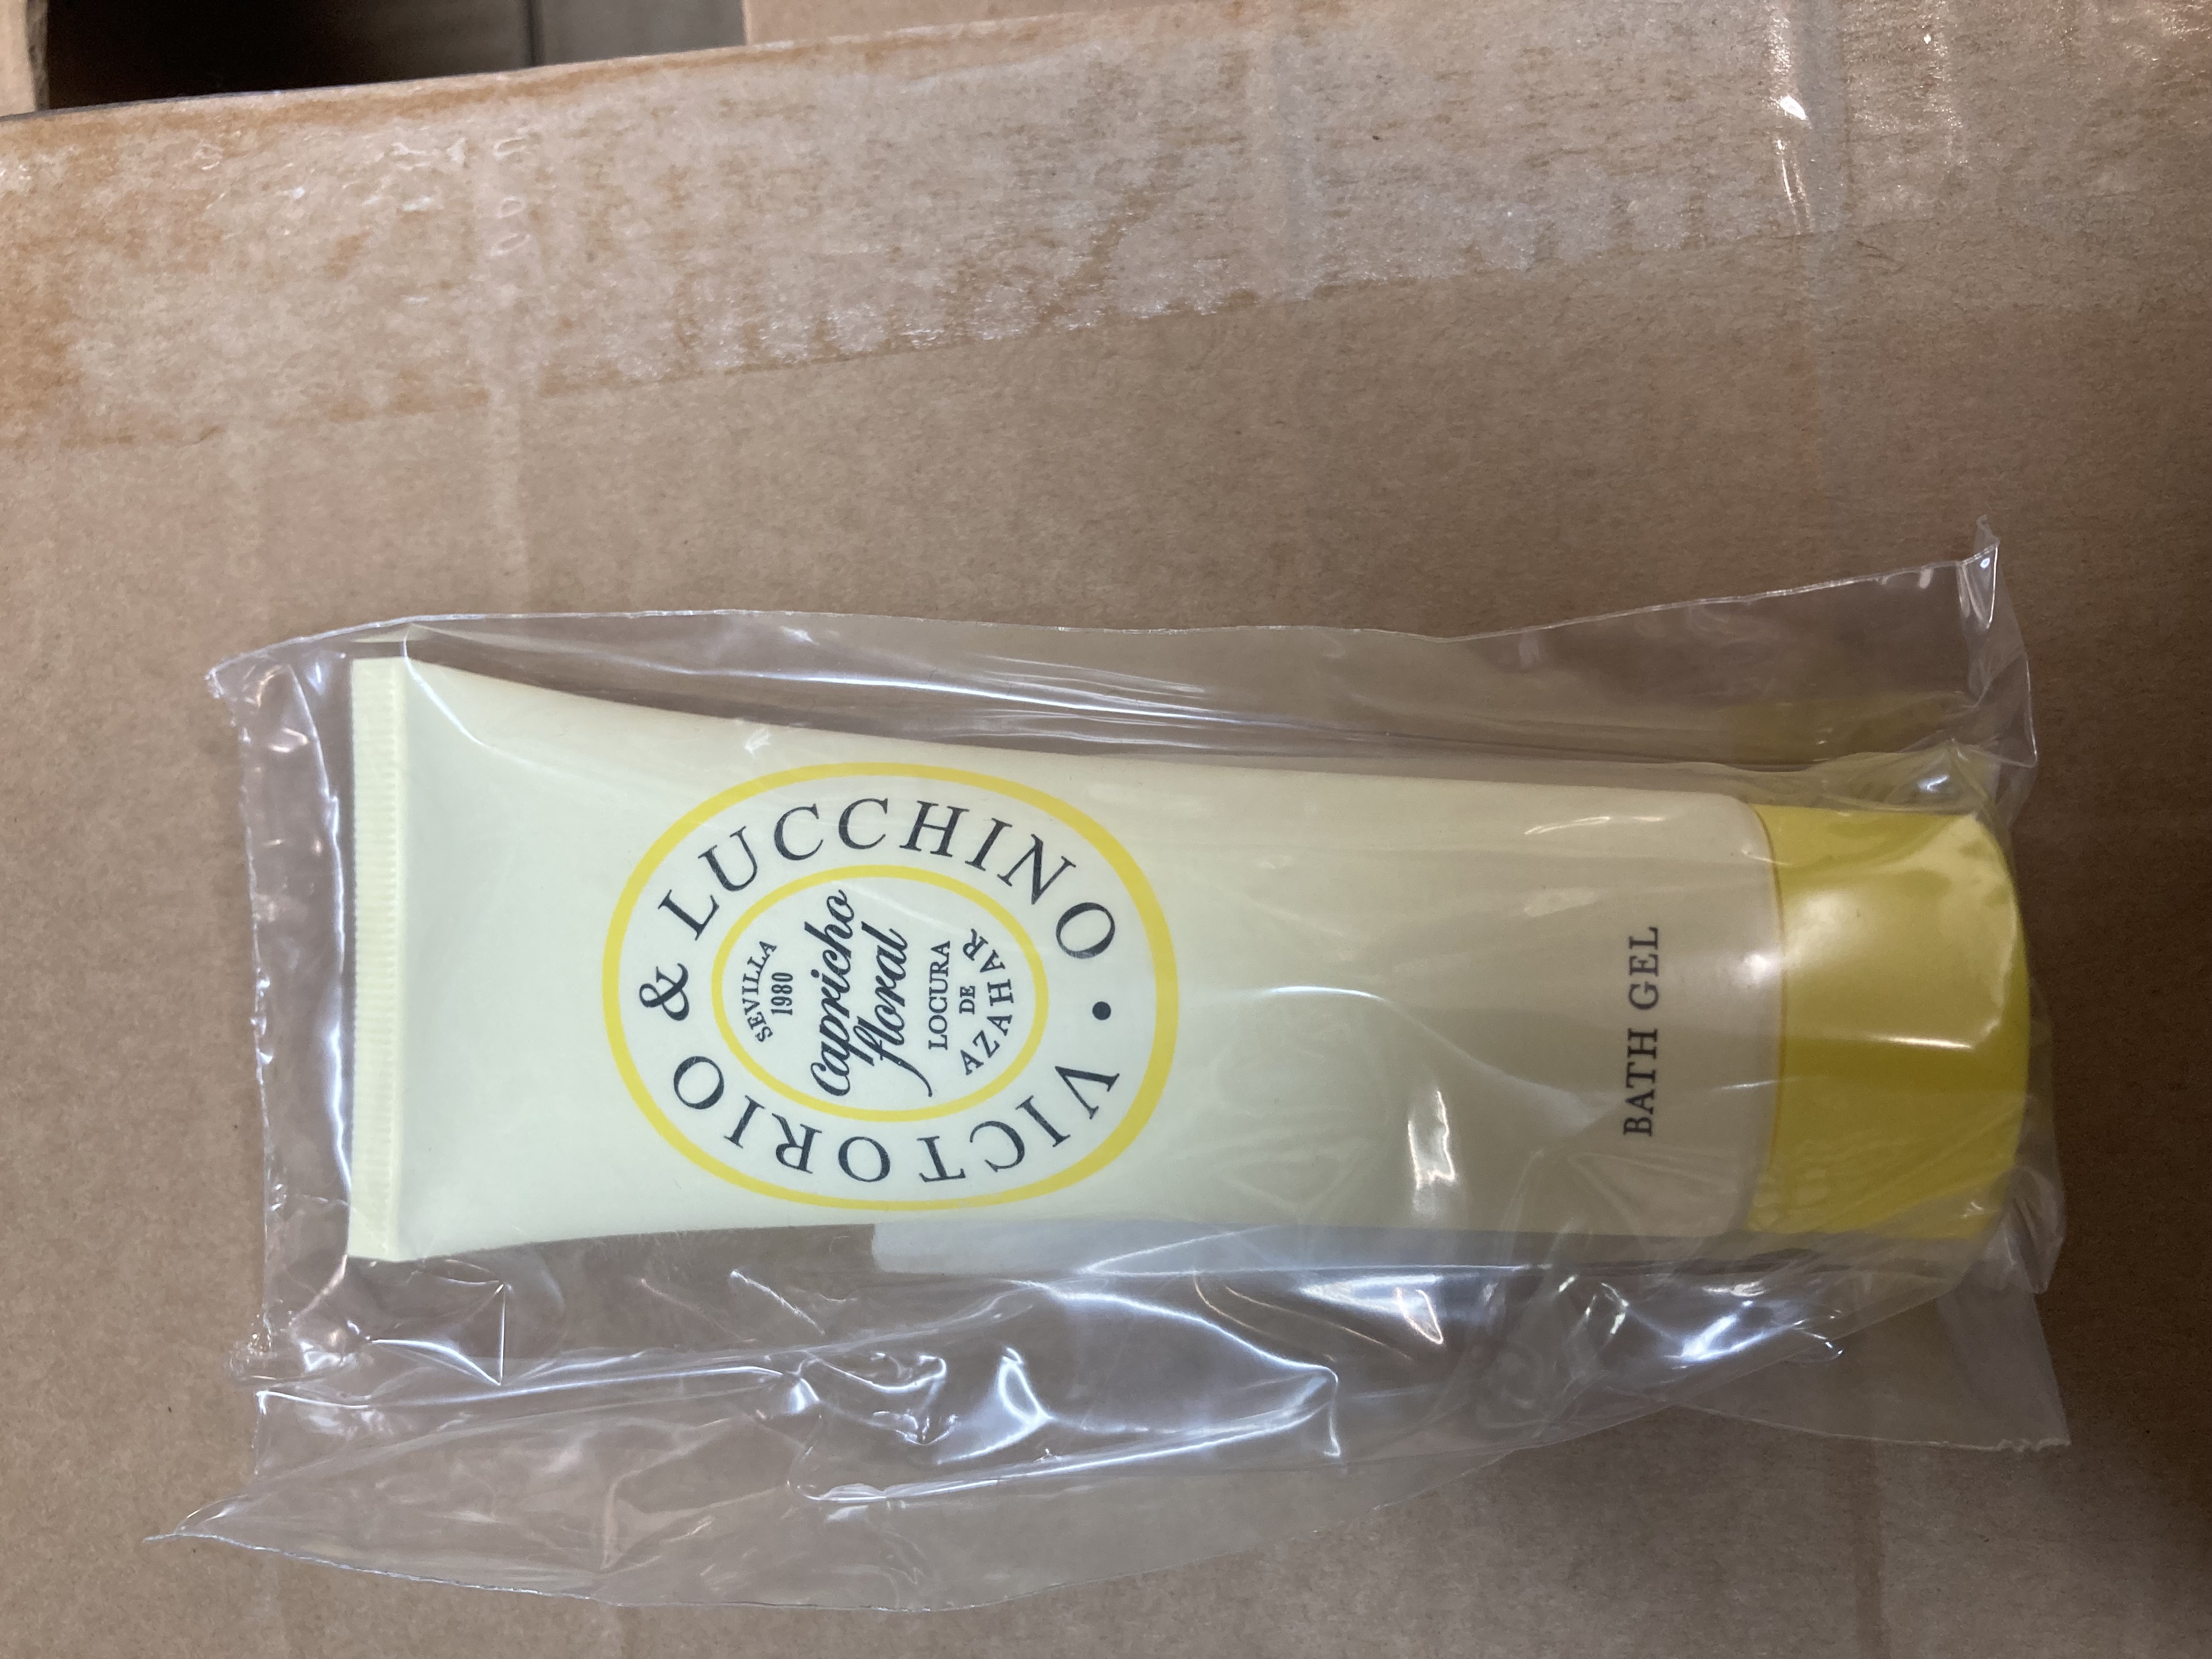 VICTORIO & LUCCHINO •
SEVILLA
1980
Capricho
floral
LOCURA
DE
AZAHAR
BATH GEL